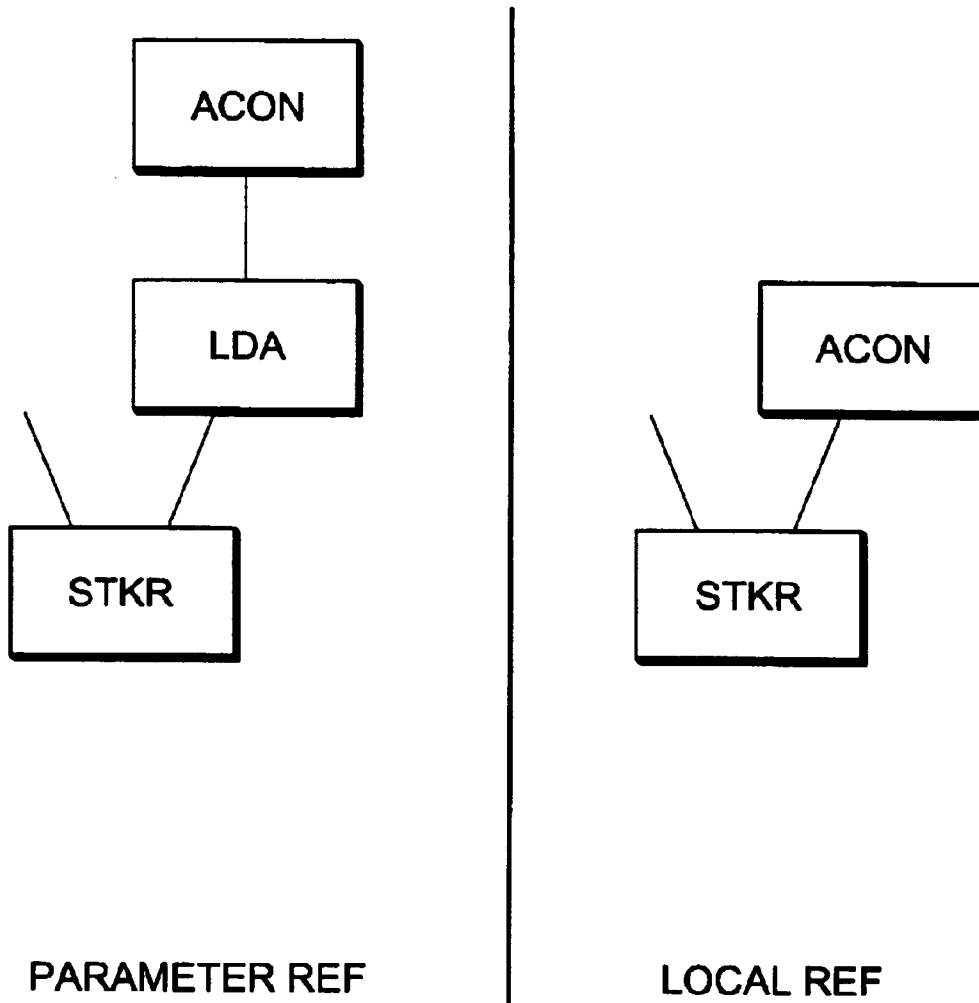 ACON
LDA
STKR
PARAMETER REF
ACON
STKR
LOCAL REF